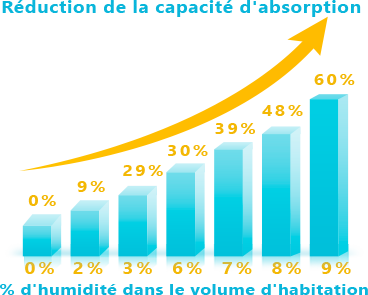 Réduction de la capacité d'absorption
60%
48%
39%
30%
29%
9%
0%
0% 2% 3% 6% 7% 8% 9%
% d'humidité dans le volume d'habitation